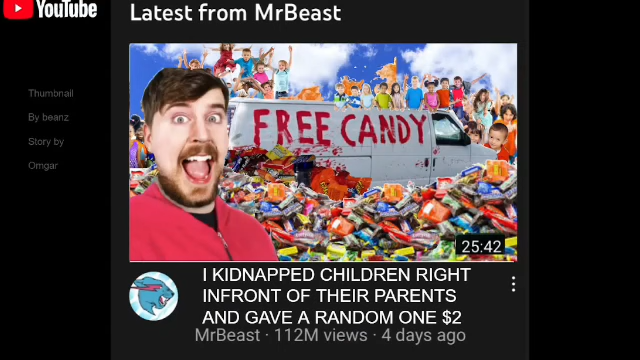 YouTube
Latest from MrBeast
Thumbnail
By beanz
Story by
Omgar
FREE CANDY
25:42
I KIDNAPPED CHILDREN RIGHT
INFRONT OF THEIR PARENTS
AND GAVE A RANDOM ONE $2
MrBeast · 112M views · 4 days ago